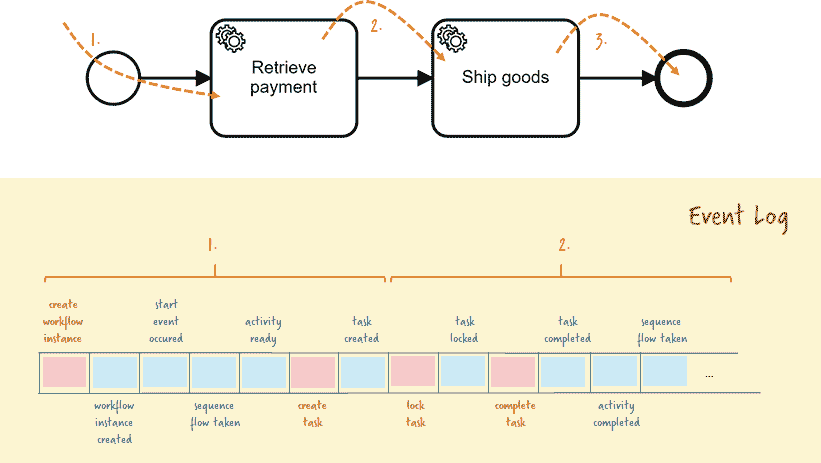 1.
2.
3.
Retrieve
payment
Ship goods
Event Log
1.
2.
create
workflow
instance
start
event
occured
activity
ready
task
created
task
locked
task
completed
sequence
flow taken
...
workflow
instance
created
sequence
flow taken
create
task
lock
task
complete
task
activity
completed